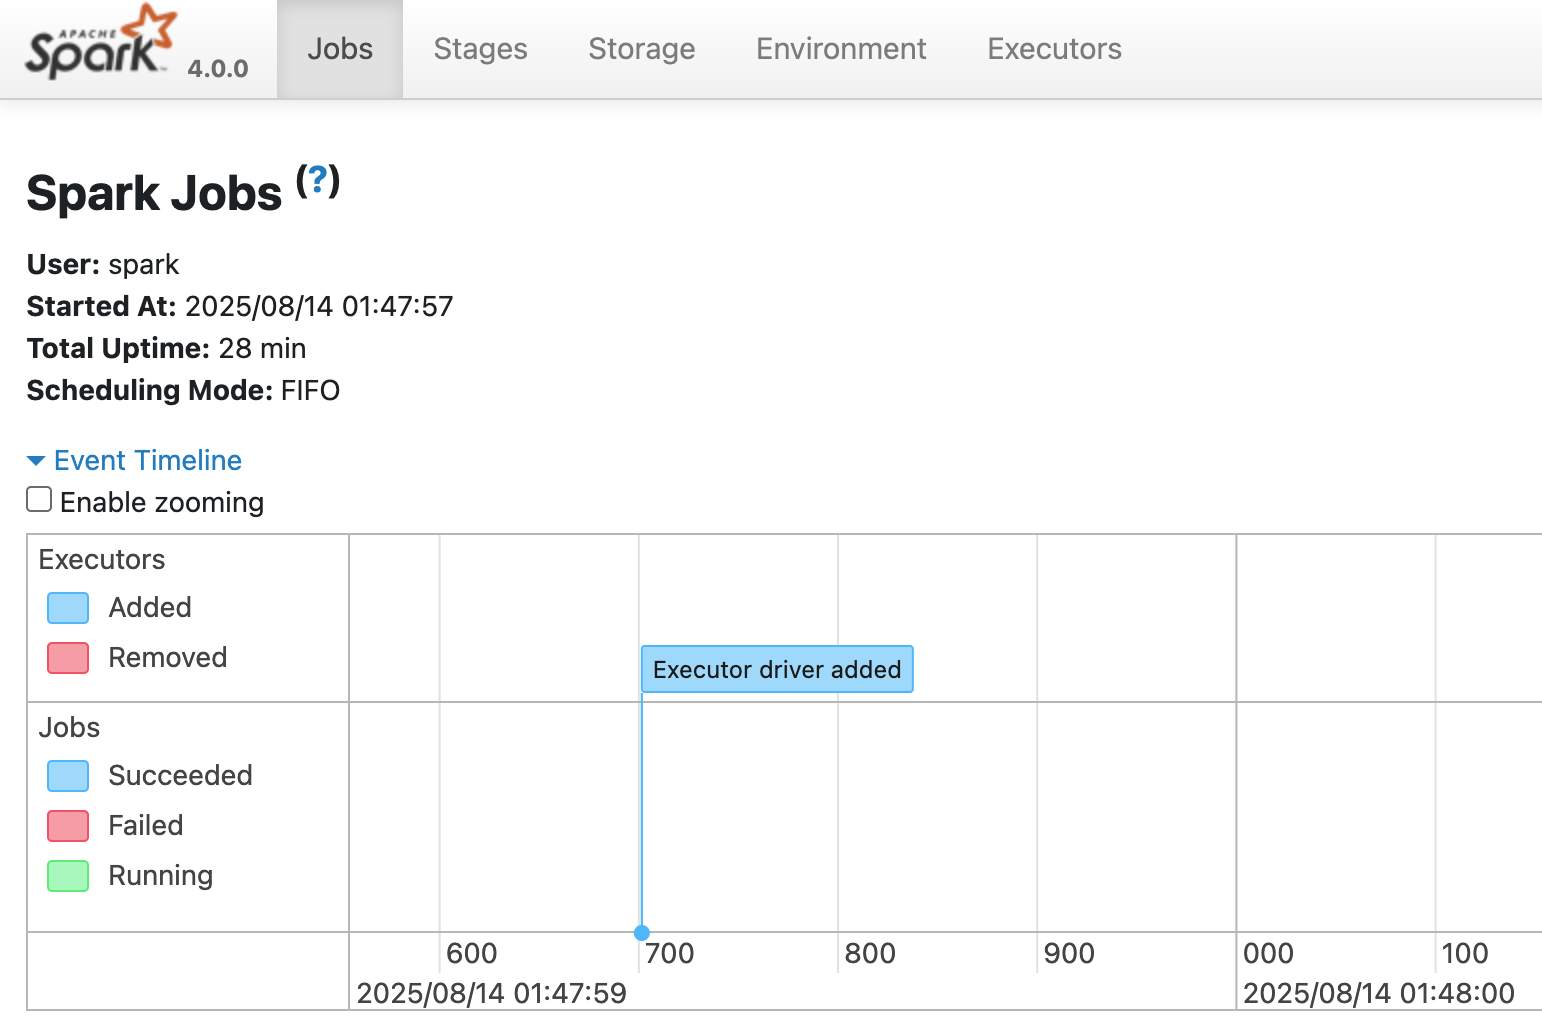 APACHE
Spark™ 4.0.0 Jobs Stages Storage Environment Executors
Spark Jobs (?)
User: spark
Started At: 2025/08/14 01:47:57
Total Uptime: 28 min
Scheduling Mode: FIFO
Event Timeline
Enable zooming
Executors
Added
Removed
Executor driver added
Jobs
Succeeded
Failed
Running
600 700 800 900 000 100
2025/08/14 01:47:59 2025/08/14 01:48:00